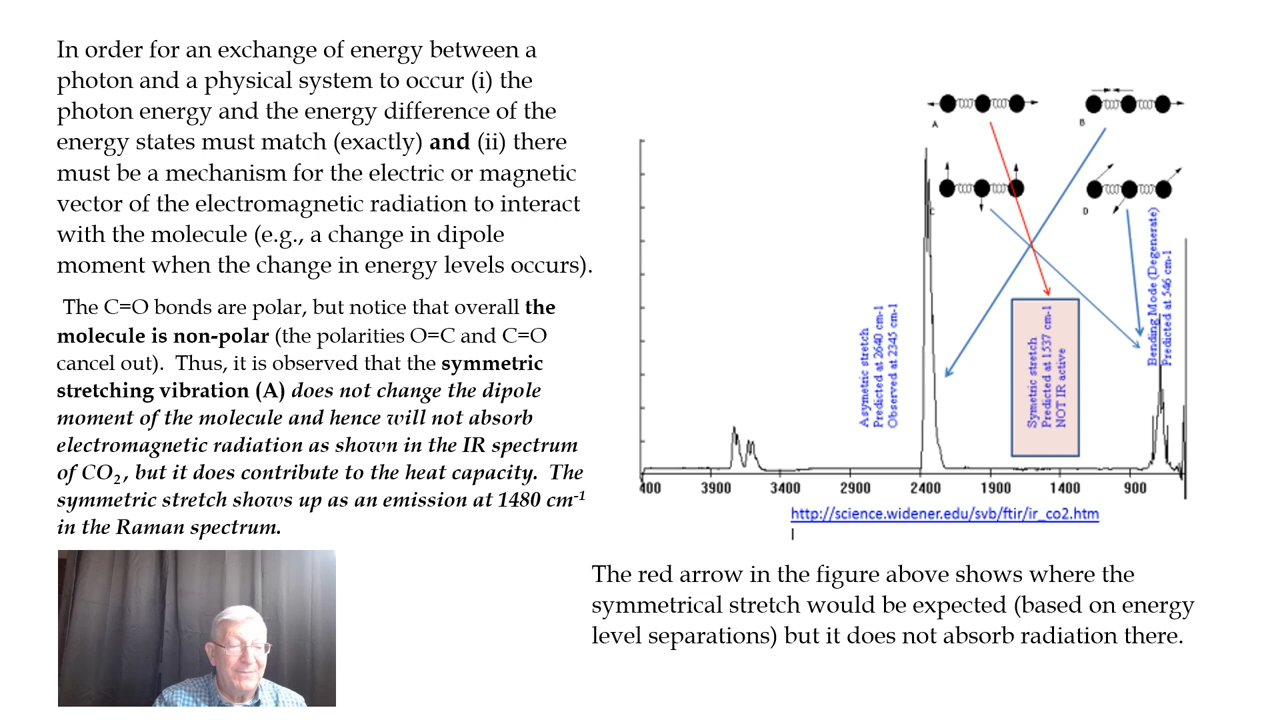 In order for an exchange of energy between a
photon and a physical system to occur (i) the
photon energy and the energy difference of the
energy states must match (exactly) and (ii) there
must be a mechanism for the electric or magnetic
vector of the electromagnetic radiation to interact
with the molecule (e.g., a change in dipole
moment when the change in energy levels occurs).
The C=O bonds are polar, but notice that overall the
molecule is non-polar (the polarities O=C and C=O
cancel out). Thus, it is observed that the symmetric
stretching vibration (A) does not change the dipole
moment of the molecule and hence will not absorb
electromagnetic radiation as shown in the IR spectrum
of CO₂, but it does contribute to the heat capacity. The
symmetric stretch shows up as an emission at 1480 cm⁻¹
in the Raman spectrum.
A
B
C
D
Asymetric stretch
Predicted at 2640 cm-1
Observed at 2345 cm-1
Symetric stretch
Predicted at 1537 cm-1
NOT IR active
Bending Mode (Degenerate)
Predicted at 546 cm-1
400 3900 3400 2900 2400 1900 1400 900
http://science.widener.edu/svb/ftir/ir_co2.htm
l
The red arrow in the figure above shows where the
symmetrical stretch would be expected (based on energy
level separations) but it does not absorb radiation there.